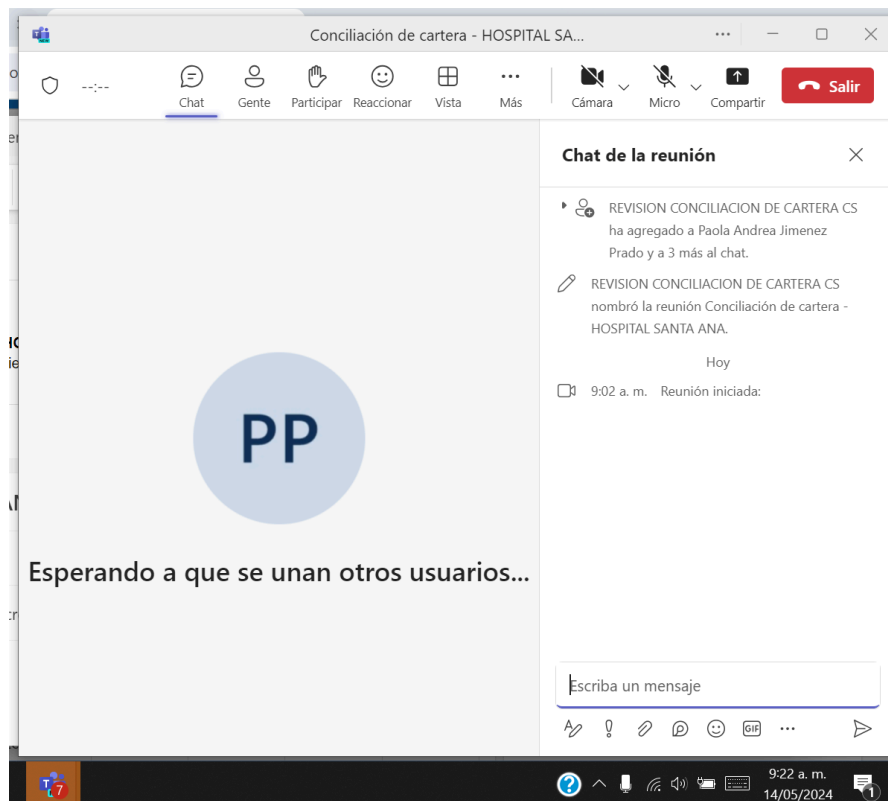 Conciliación de cartera - HOSPITAL SA...
--:--
Chat
Gente
Participar
Reaccionar
Vista
Más
Cámara
Micro
Compartir
Salir
Chat de la reunión
REVISION CONCILIACION DE CARTERA CS
ha agregado a Paola Andrea Jimenez
Prado y a 3 más al chat.
REVISION CONCILIACION DE CARTERA CS
nombró la reunión Conciliación de cartera -
HOSPITAL SANTA ANA.
Hoy
9:02 a. m. Reunión iniciada:
PP
Esperando a que se unan otros usuarios...
Escriba un mensaje
GIF
7
9:22 a. m.
14/05/2024
1